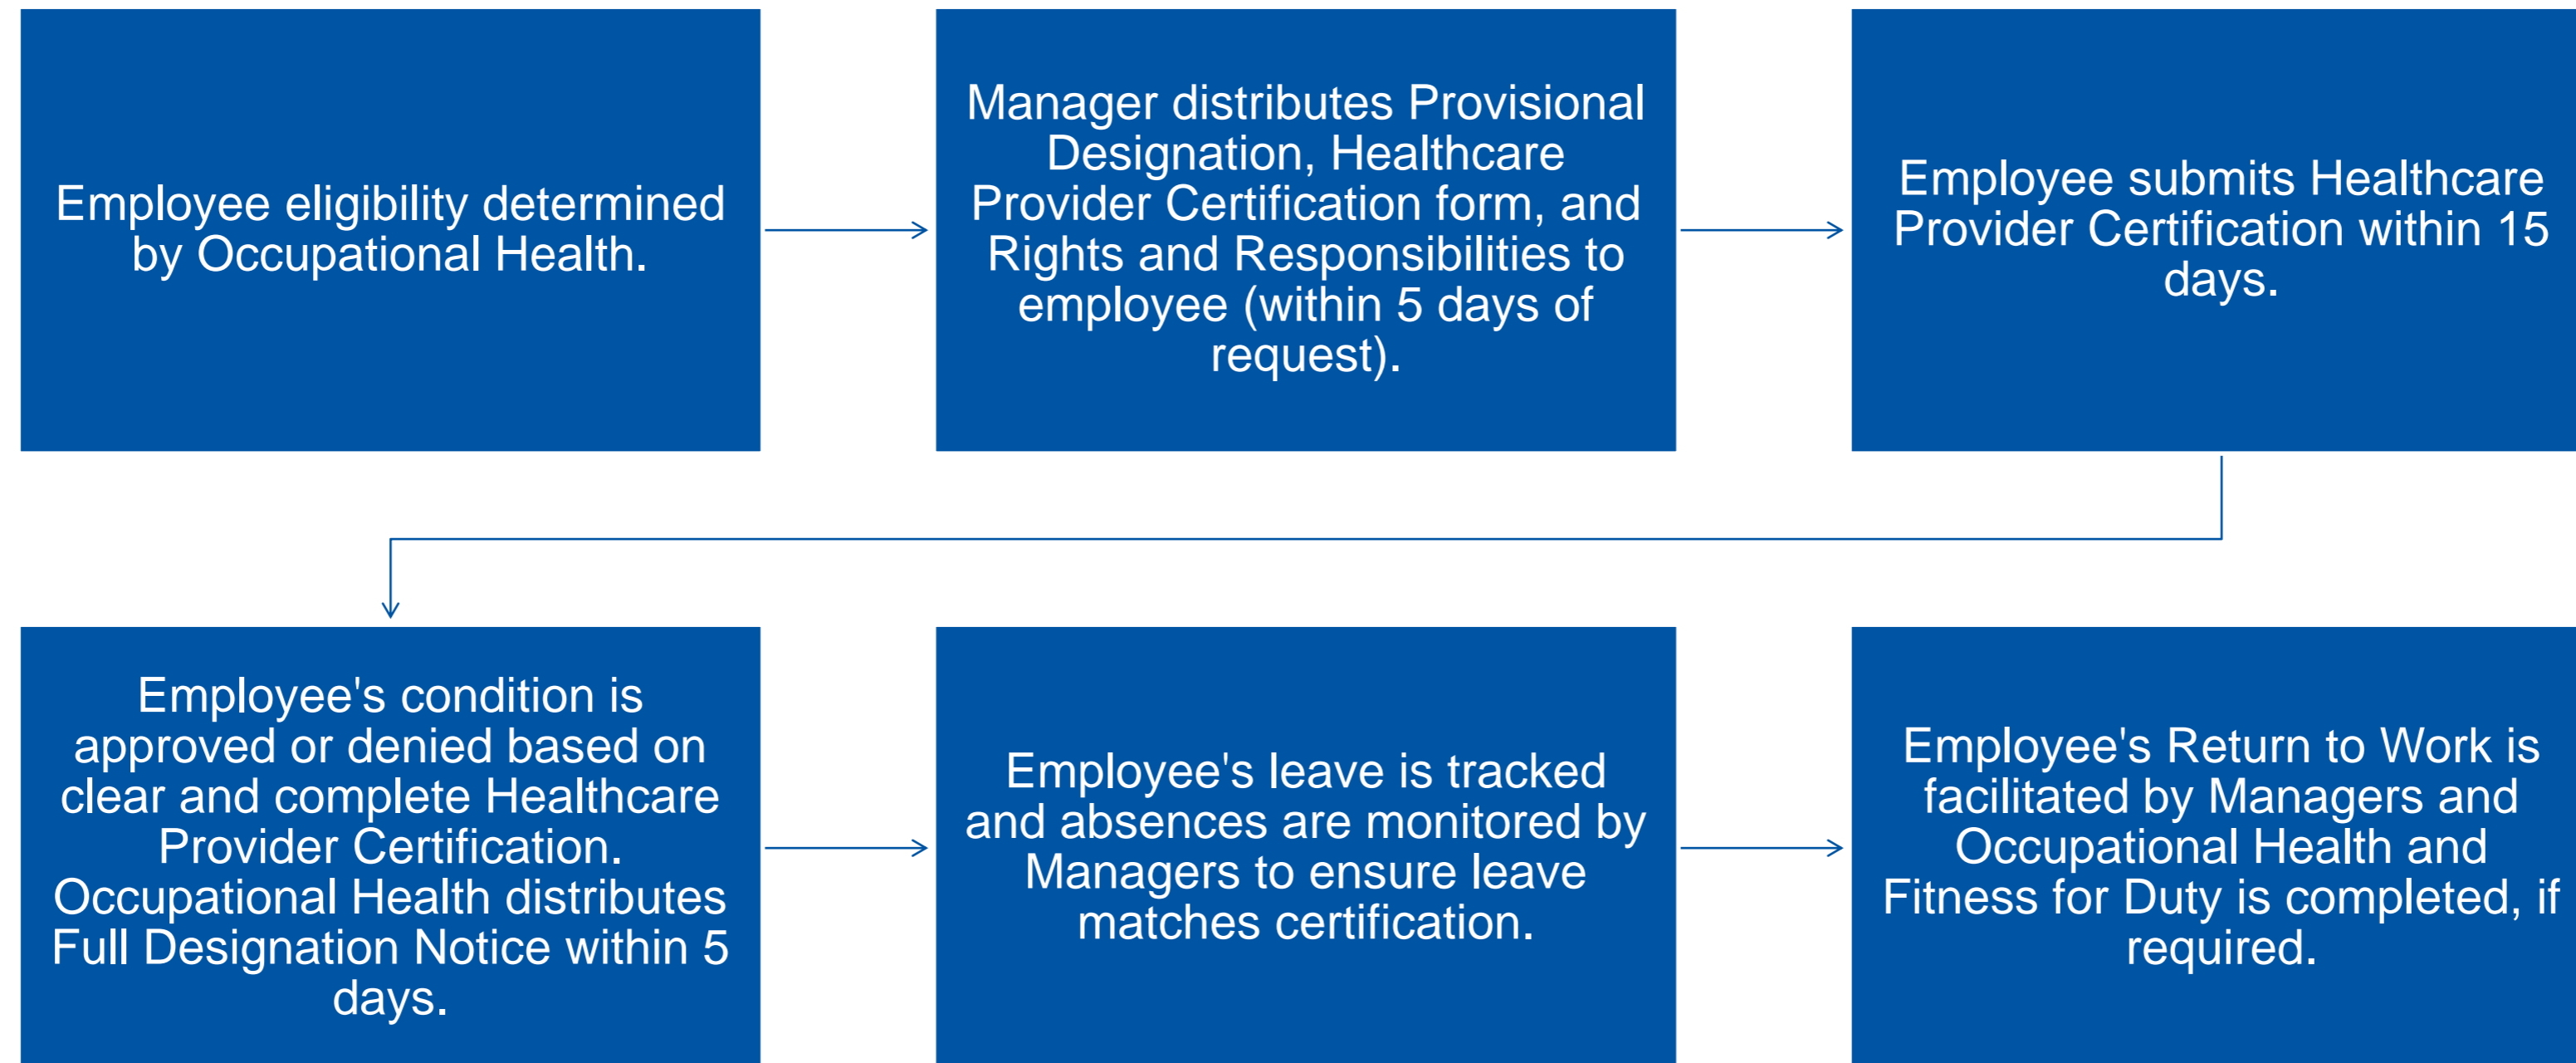 Employee eligibility determined
by Occupational Health.
Manager distributes Provisional
Designation, Healthcare
Provider Certification form, and
Rights and Responsibilities to
employee (within 5 days of
request).
Employee submits Healthcare
Provider Certification within 15
days.
Employee's condition is
approved or denied based on
clear and complete Healthcare
Provider Certification.
Occupational Health distributes
Full Designation Notice within 5
days.
Employee's leave is tracked
and absences are monitored by
Managers to ensure leave
matches certification.
Employee's Return to Work is
facilitated by Managers and
Occupational Health and
Fitness for Duty is completed, if
required.